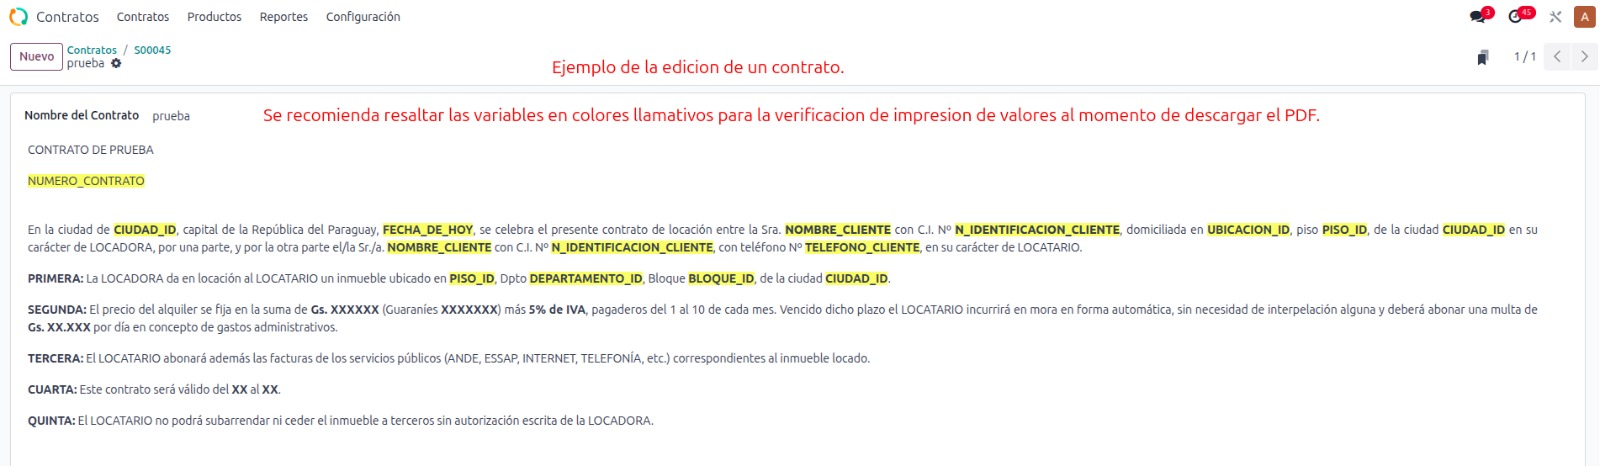 Contratos Contratos Productos Reportes Configuración 3 45 A
Nuevo Contratos / S00045
prueba
1 / 1
Ejemplo de la edicion de un contrato.
Nombre del Contrato prueba
Se recomienda resaltar las variables en colores llamativos para la verificacion de impresion de valores al momento de descargar el PDF.
CONTRATO DE PRUEBA
NUMERO_CONTRATO
En la ciudad de CIUDAD_ID, capital de la República del Paraguay, FECHA_DE_HOY, se celebra el presente contrato de locación entre la Sra. NOMBRE_CLIENTE con C.I. Nº N_IDENTIFICACION_CLIENTE, domiciliada en UBICACION_ID, piso PISO_ID, de la ciudad CIUDAD_ID en su
carácter de LOCADORA, por una parte, y por la otra parte el/la Sr./a. NOMBRE_CLIENTE con C.I. Nº N_IDENTIFICACION_CLIENTE, con teléfono Nº TELEFONO_CLIENTE, en su carácter de LOCATARIO.
PRIMERA: La LOCADORA da en locación al LOCATARIO un inmueble ubicado en PISO_ID, Dpto DEPARTAMENTO_ID, Bloque BLOQUE_ID, de la ciudad CIUDAD_ID.
SEGUNDA: El precio del alquiler se fija en la suma de Gs. XXXXXX (Guaraníes XXXXXXX) más 5% de IVA, pagaderos del 1 al 10 de cada mes. Vencido dicho plazo el LOCATARIO incurrirá en mora en forma automática, sin necesidad de interpelación alguna y deberá abonar una multa de
Gs. XX.XXX por día en concepto de gastos administrativos.
TERCERA: El LOCATARIO abonará además las facturas de los servicios públicos (ANDE, ESSAP, INTERNET, TELEFONÍA, etc.) correspondientes al inmueble locado.
CUARTA: Este contrato será válido del XX al XX.
QUINTA: El LOCATARIO no podrá subarrendar ni ceder el inmueble a terceros sin autorización escrita de la LOCADORA.